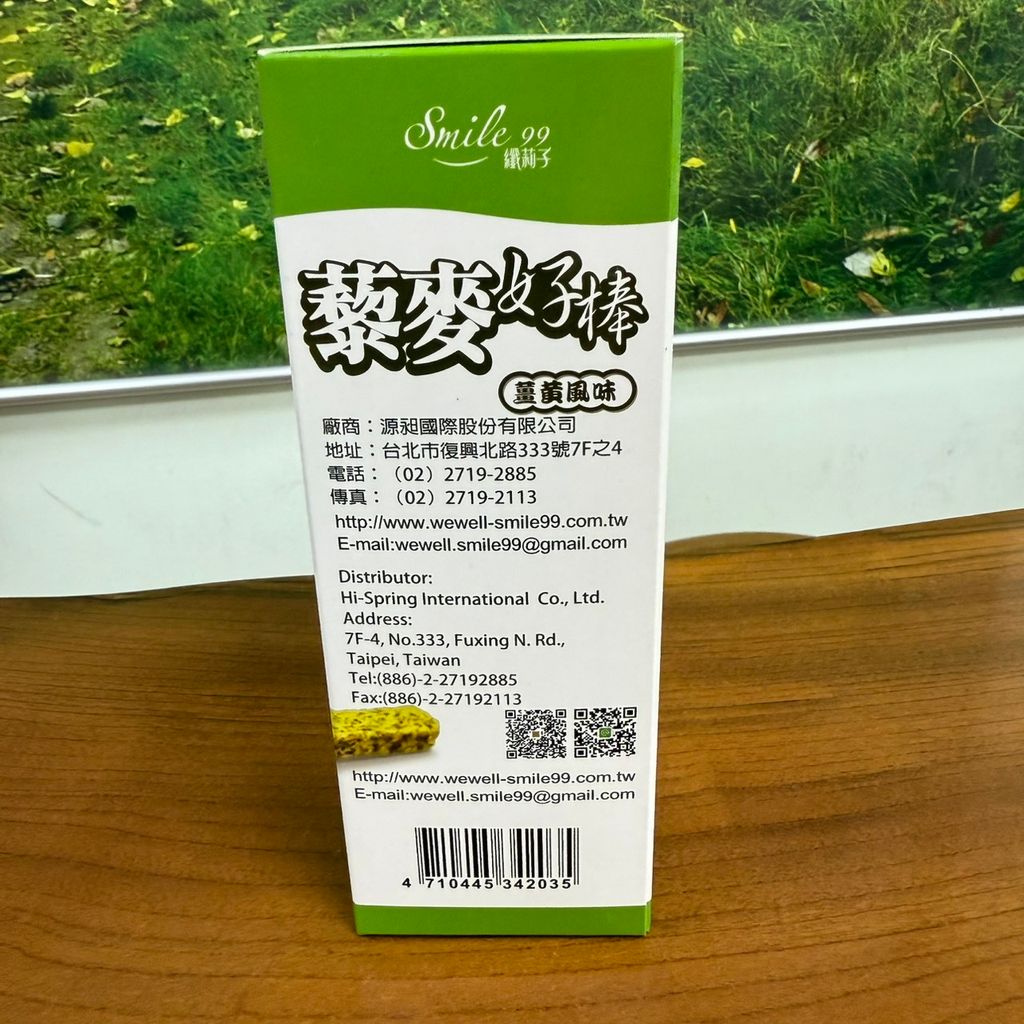 Smile 99
纖莉子
藜麥好棒
薑黃風味
廠商：源昶國際股份有限公司
地址：台北市復興北路333號7F之4
電話：（02）2719-2885
傳真：（02）2719-2113
http://www.wewell-smile99.com.tw
E-mail:wewell.smile99@gmail.com
Distributor:
Hi-Spring International Co., Ltd.
Address:
7F-4, No.333, Fuxing N. Rd.,
Taipei, Taiwan
Tel:(886)-2-27192885
Fax:(886)-2-27192113
http://www.wewell-smile99.com.tw
E-mail:wewell.smile99@gmail.com
4 710445 342035